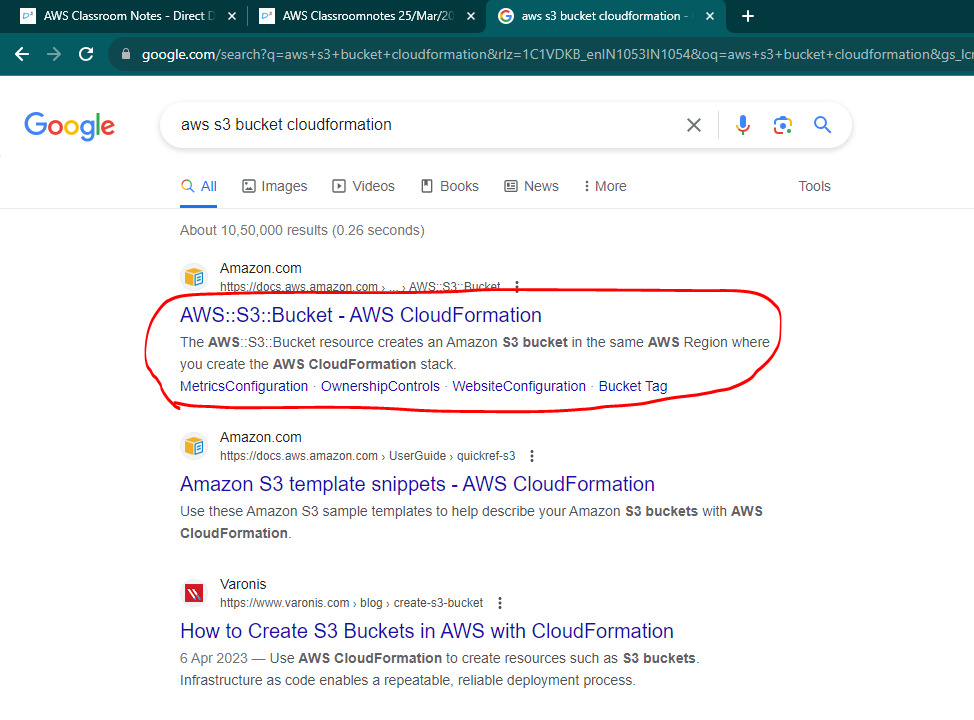 AWS Classroom Notes - Direct D
AWS Classroomnotes 25/Mar/20
aws s3 bucket cloudformation -
google.com/search?q=aws+s3+bucket+cloudformation&rlz=1C1VDKB_enIN1053IN1054&oq=aws+s3+bucket+cloudformation&gs_lcr
Google
aws s3 bucket cloudformation
All Images Videos Books News More Tools
About 10,50,000 results (0.26 seconds)
Amazon.com
https://docs.aws.amazon.com › ... › AWS::S3::Bucket
AWS::S3::Bucket - AWS CloudFormation
The AWS::S3::Bucket resource creates an Amazon S3 bucket in the same AWS Region where
you create the AWS CloudFormation stack.
MetricsConfiguration · OwnershipControls · WebsiteConfiguration · Bucket Tag
Amazon.com
https://docs.aws.amazon.com › UserGuide › quickref-s3
Amazon S3 template snippets - AWS CloudFormation
Use these Amazon S3 sample templates to help describe your Amazon S3 buckets with AWS
CloudFormation.
Varonis
https://www.varonis.com › blog › create-s3-bucket
How to Create S3 Buckets in AWS with CloudFormation
6 Apr 2023 — Use AWS CloudFormation to create resources such as S3 buckets.
Infrastructure as code enables a repeatable, reliable deployment process.